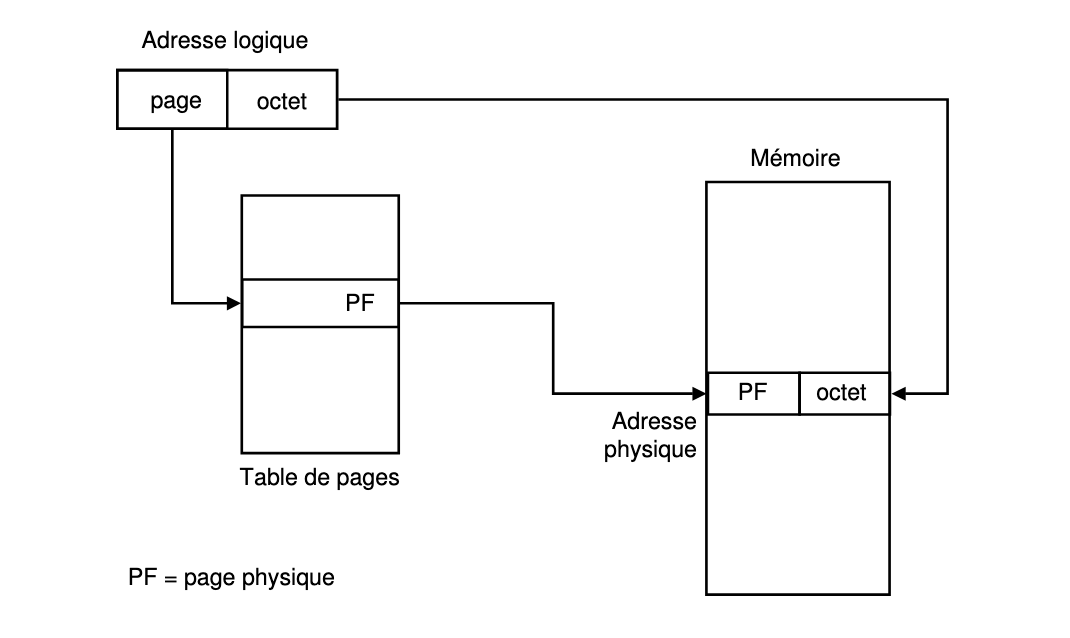 Adresse logique
page octet
Mémoire
PF
PF octet
Adresse
physique
Table de pages
PF = page physique